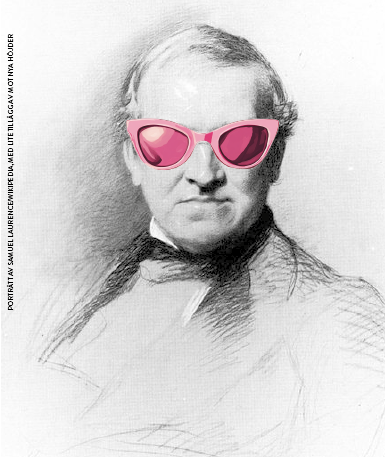 PORTRÄTT AV SAMUEL LAURENCE/WIKIPEDIA, MED LITE TILLÄGG AV MOT NYA HÖJDER